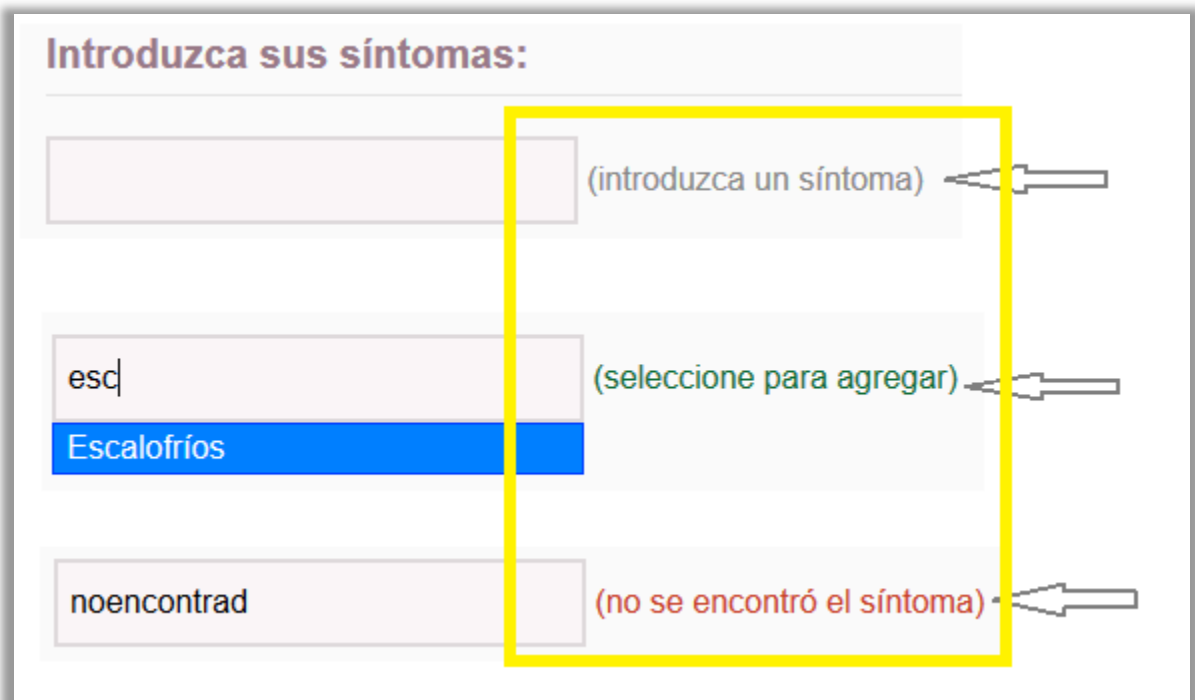 Introduzca sus síntomas:
(introduzca un síntoma)
esc (seleccione para agregar)
Escalofríos
noencontrad (no se encontró el síntoma)